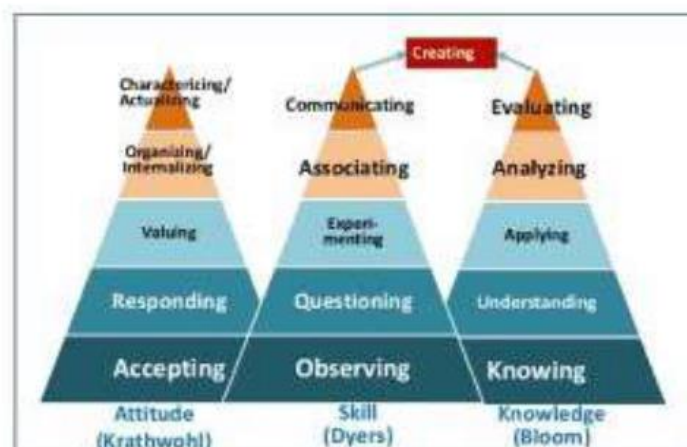 Creating
Characterizing/
Actualizing
Organizing/
Internalizing
Valuing
Responding
Accepting
Attitude
(Krathwohl)
Communicating
Associating
Experi-
menting
Questioning
Observing
Skill
(Dyers)
Evaluating
Analyzing
Applying
Understanding
Knowing
Knowledge
(Bloom)